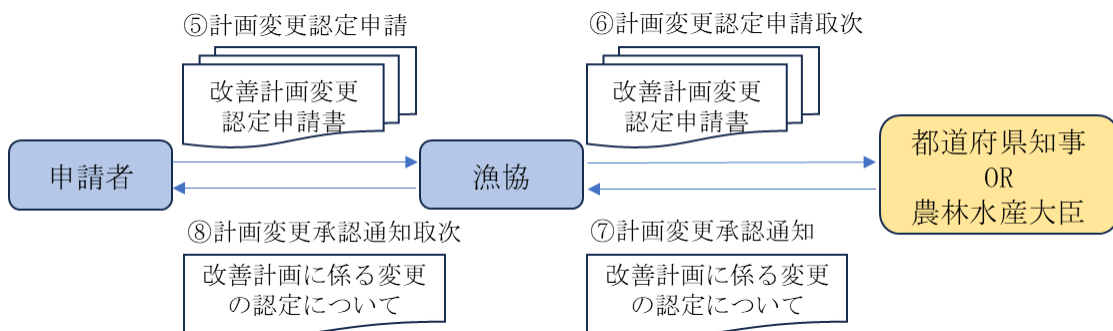 ⑤計画変更認定申請
⑥計画変更認定申請取次
改善計画変更
認定申請書
改善計画変更
認定申請書
申請者
漁協
都道府県知事
OR
農林水産大臣
⑧計画変更承認通知取次
⑦計画変更承認通知
改善計画に係る変更
の認定について
改善計画に係る変更
の認定について